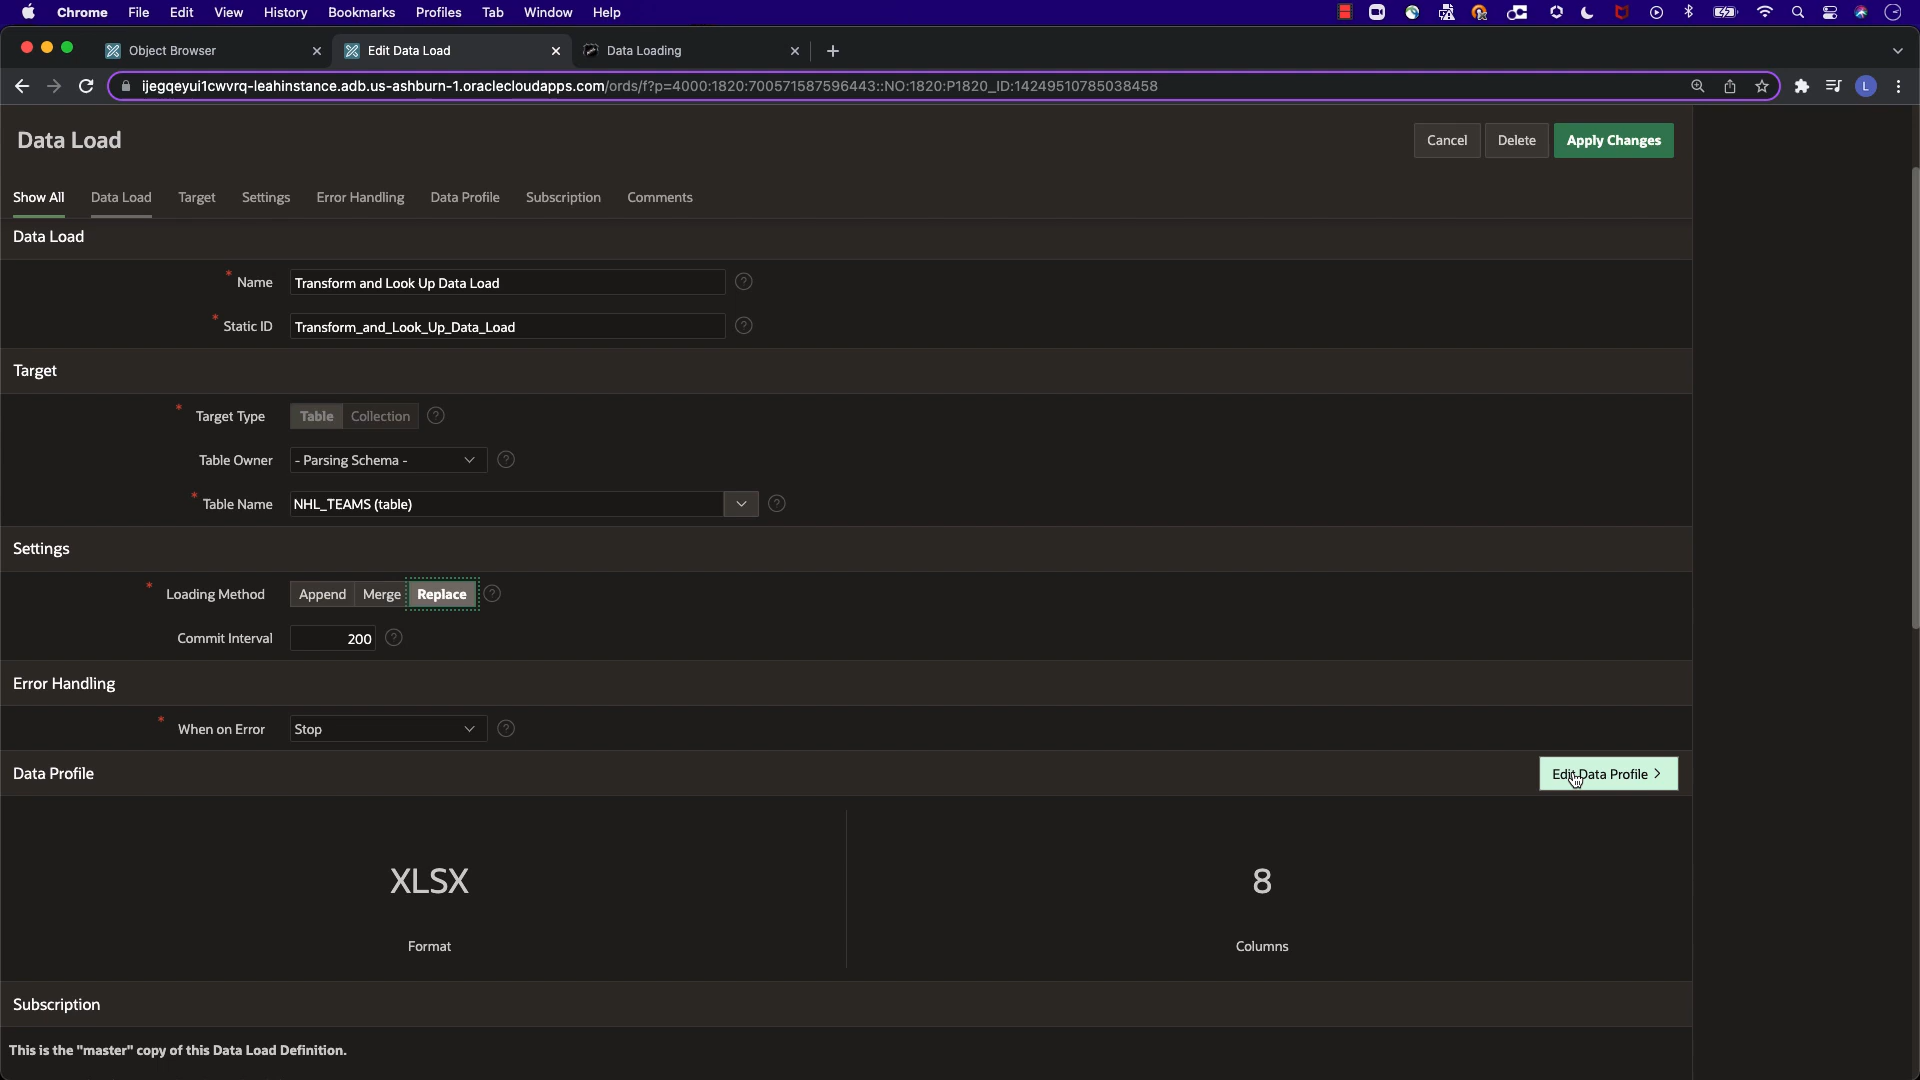 Chrome File Edit View History Bookmarks Profiles Tab Window Help
Object Browser
Edit Data Load
Data Loading
ijegqeyui1cwvrq-leahinstance.adb.us-ashburn-1.oraclecloudapps.com/ords/f?p=4000:1820:700571587596443::NO:1820:P1820_ID:14249510785038458
L
Data Load
Cancel
Delete
Apply Changes
Show All
Data Load
Target
Settings
Error Handling
Data Profile
Subscription
Comments
Data Load
* Name Transform and Look Up Data Load ?
* Static ID Transform_and_Look_Up_Data_Load ?
Target
* Target Type Table Collection ?
Table Owner - Parsing Schema - ?
* Table Name NHL_TEAMS (table) ?
Settings
* Loading Method Append Merge Replace ?
Commit Interval 200 ?
Error Handling
* When on Error Stop ?
Data Profile
Edit Data Profile >
XLSX
8
Format
Columns
Subscription
This is the "master" copy of this Data Load Definition.